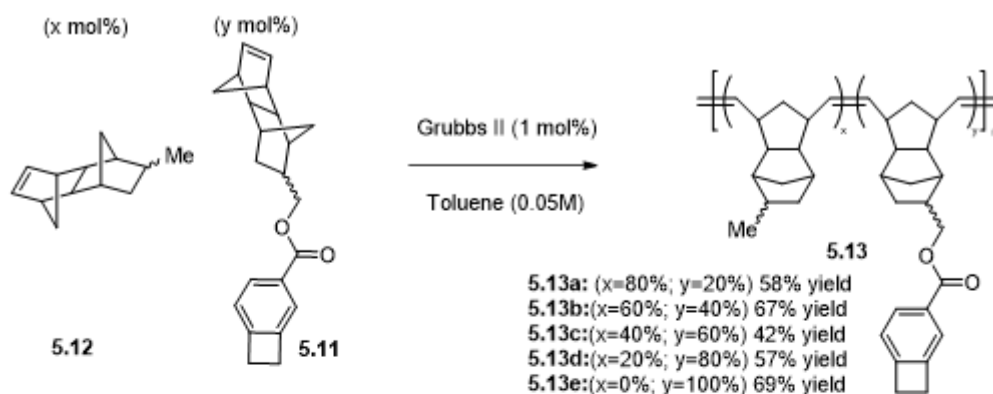 (x mol%)
(y mol%)
Me
5.12
O
O
5.11
Grubbs II (1 mol%)
Toluene (0.05M)
x
y
Me
5.13
O
O
5.13a: (x=80%; y=20%) 58% yield
5.13b:(x=60%; y=40%) 67% yield
5.13c:(x=40%; y=60%) 42% yield
5.13d:(x=20%; y=80%) 57% yield
5.13e:(x=0%; y=100%) 69% yield